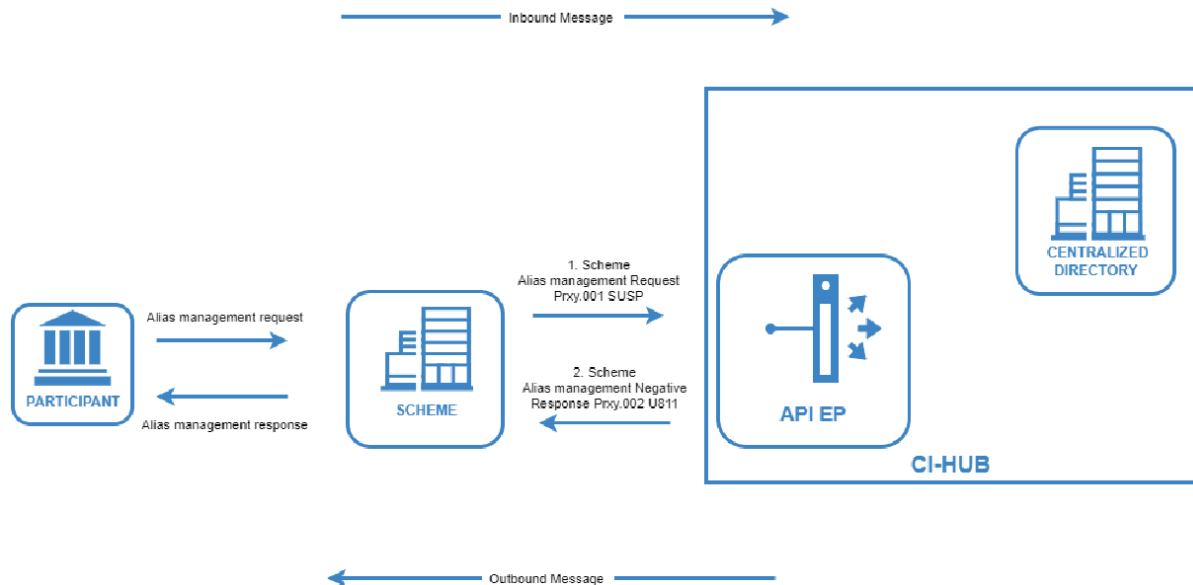 Inbound Message
CENTRALIZED
DIRECTORY
1. Scheme
Alias management Request
Prxy.001 SUSP
Alias management request
2. Scheme
Alias management Negative
Response Prxy.002 U811
PARTICIPANT
SCHEME
API EP
Alias management response
CI-HUB
Outbound Message